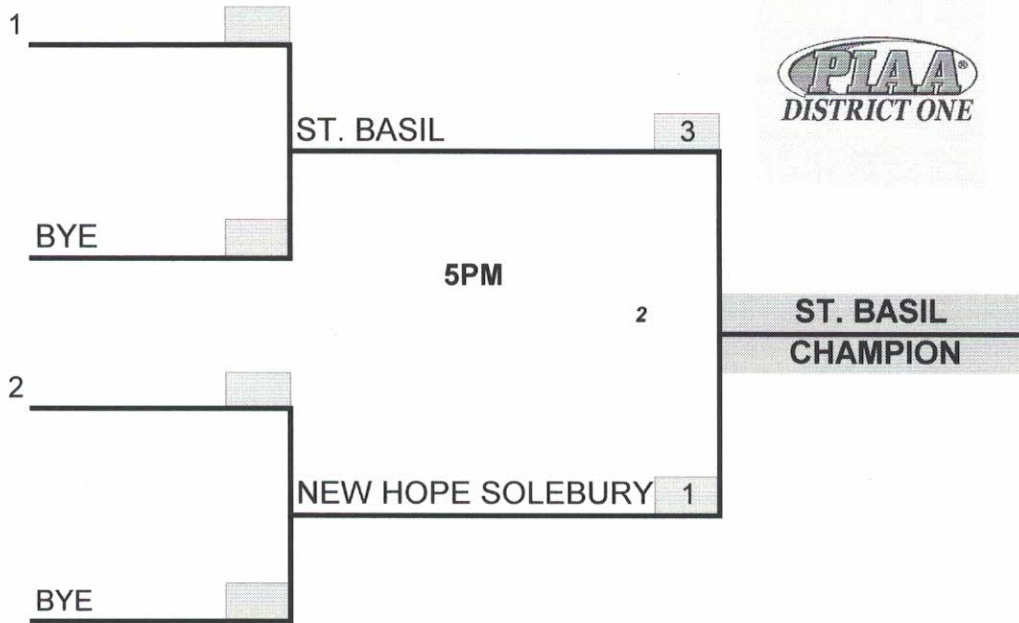 1
PIAA®
DISTRICT ONE
ST. BASIL 3
BYE
5PM
2
ST. BASIL
CHAMPION
2
NEW HOPE SOLEBURY 1
BYE